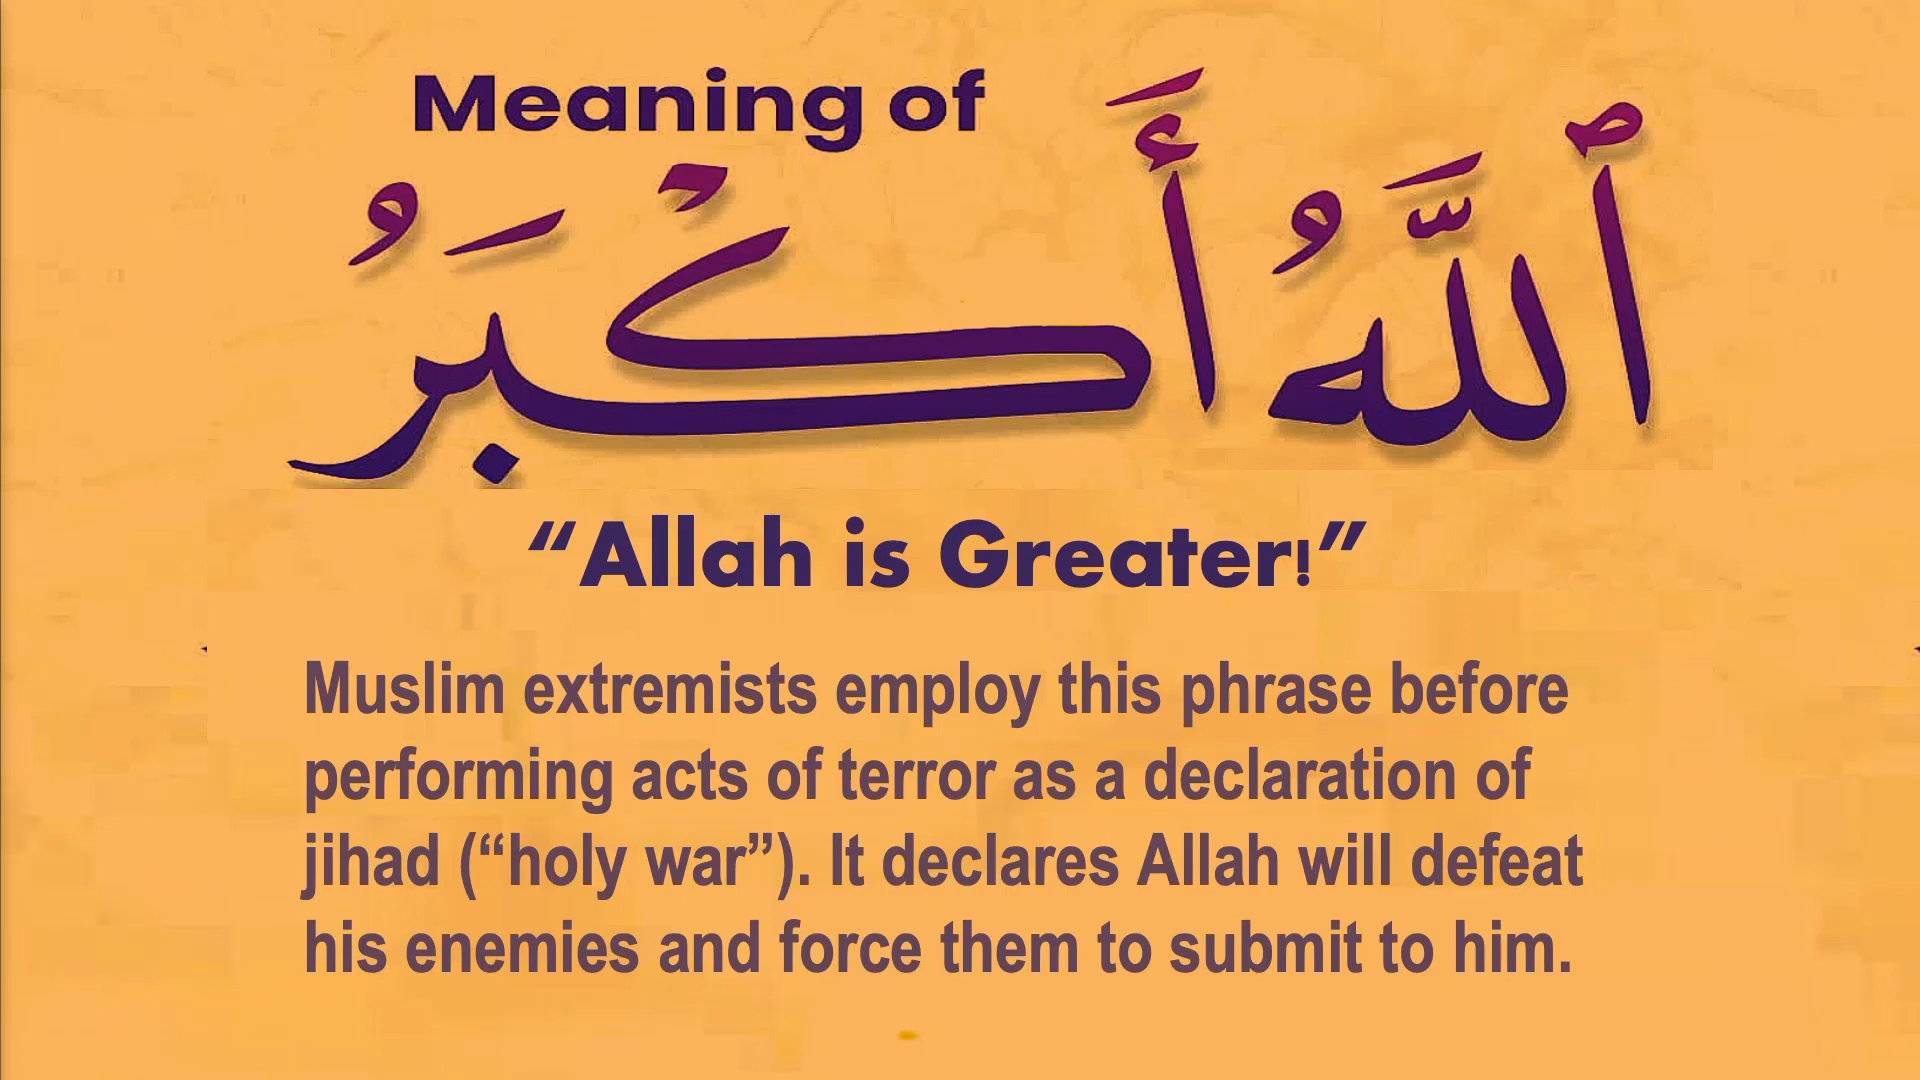 Meaning of
ٱللَّهُ أَكْبَرُ
“Allah is Greater!”
Muslim extremists employ this phrase before
performing acts of terror as a declaration of
jihad (“holy war”). It declares Allah will defeat
his enemies and force them to submit to him.